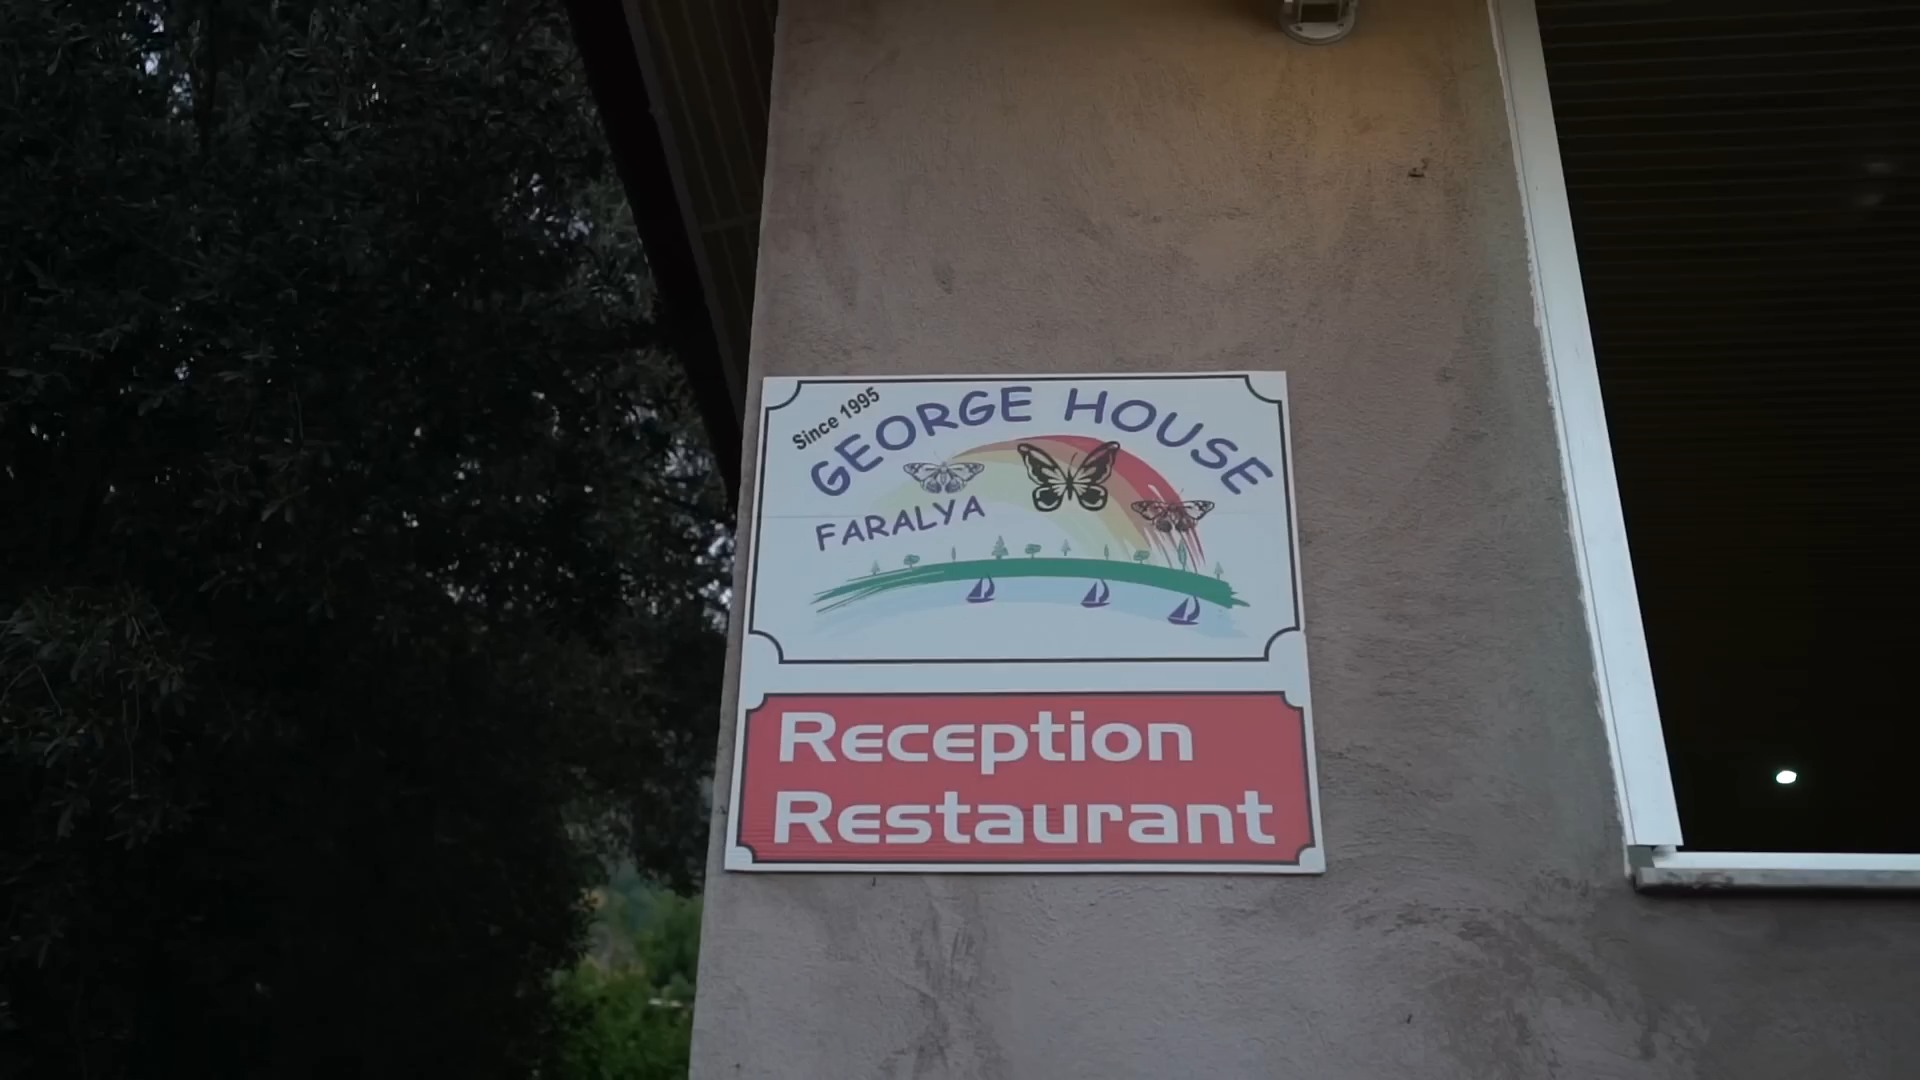 Since 1995
GEORGE HOUSE
FARALYA
Reception
Restaurant